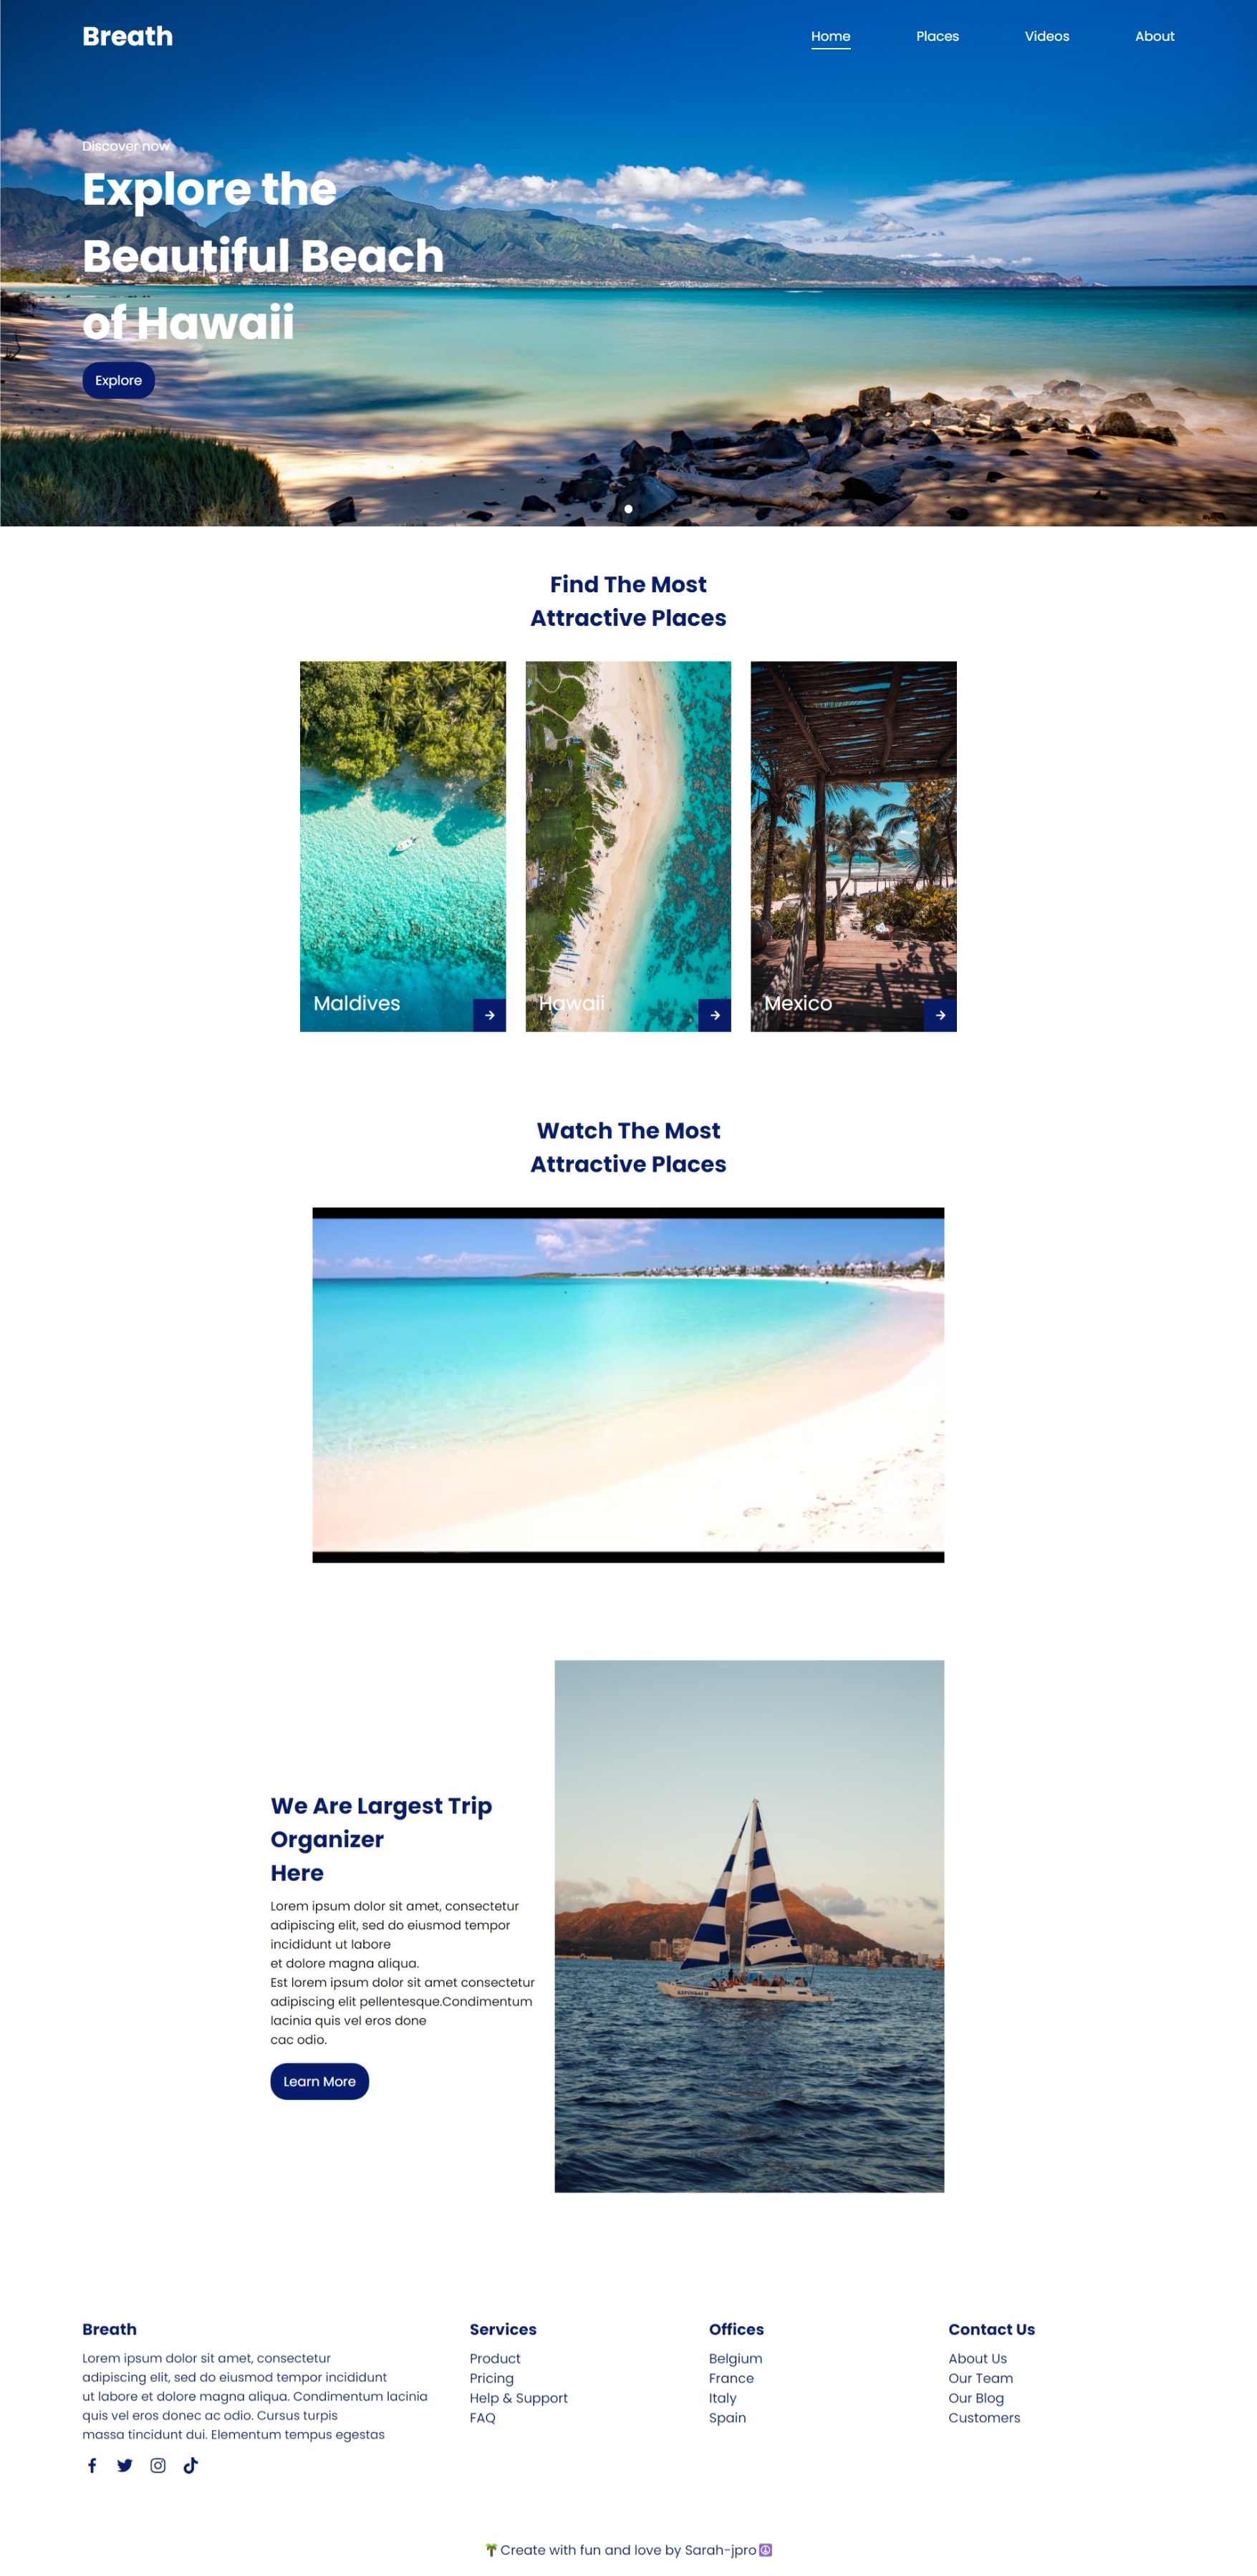 Breath
Home Places Videos About
Discover now
Explore the
Beautiful Beach
of Hawaii
Explore
Find The Most
Attractive Places
Maldives
Hawaii
Mexico
Watch The Most
Attractive Places
We Are Largest Trip
Organizer
Here
Lorem ipsum dolor sit amet, consectetur
adipiscing elit, sed do eiusmod tempor
incididunt ut labore
et dolore magna aliqua.
Est lorem ipsum dolor sit amet consectetur
adipiscing elit pellentesque.Condimentum
lacinia quis vel eros done
cac odio.
Learn More
Breath
Lorem ipsum dolor sit amet, consectetur
adipiscing elit, sed do eiusmod tempor incididunt
ut labore et dolore magna aliqua. Condimentum lacinia
quis vel eros donec ac odio. Cursus turpis
massa tincidunt dui. Elementum tempus egestas
Services
Product
Pricing
Help & Support
FAQ
Offices
Belgium
France
Italy
Spain
Contact Us
About Us
Our Team
Our Blog
Customers
🌴Create with fun and love by Sarah-jpro☮️